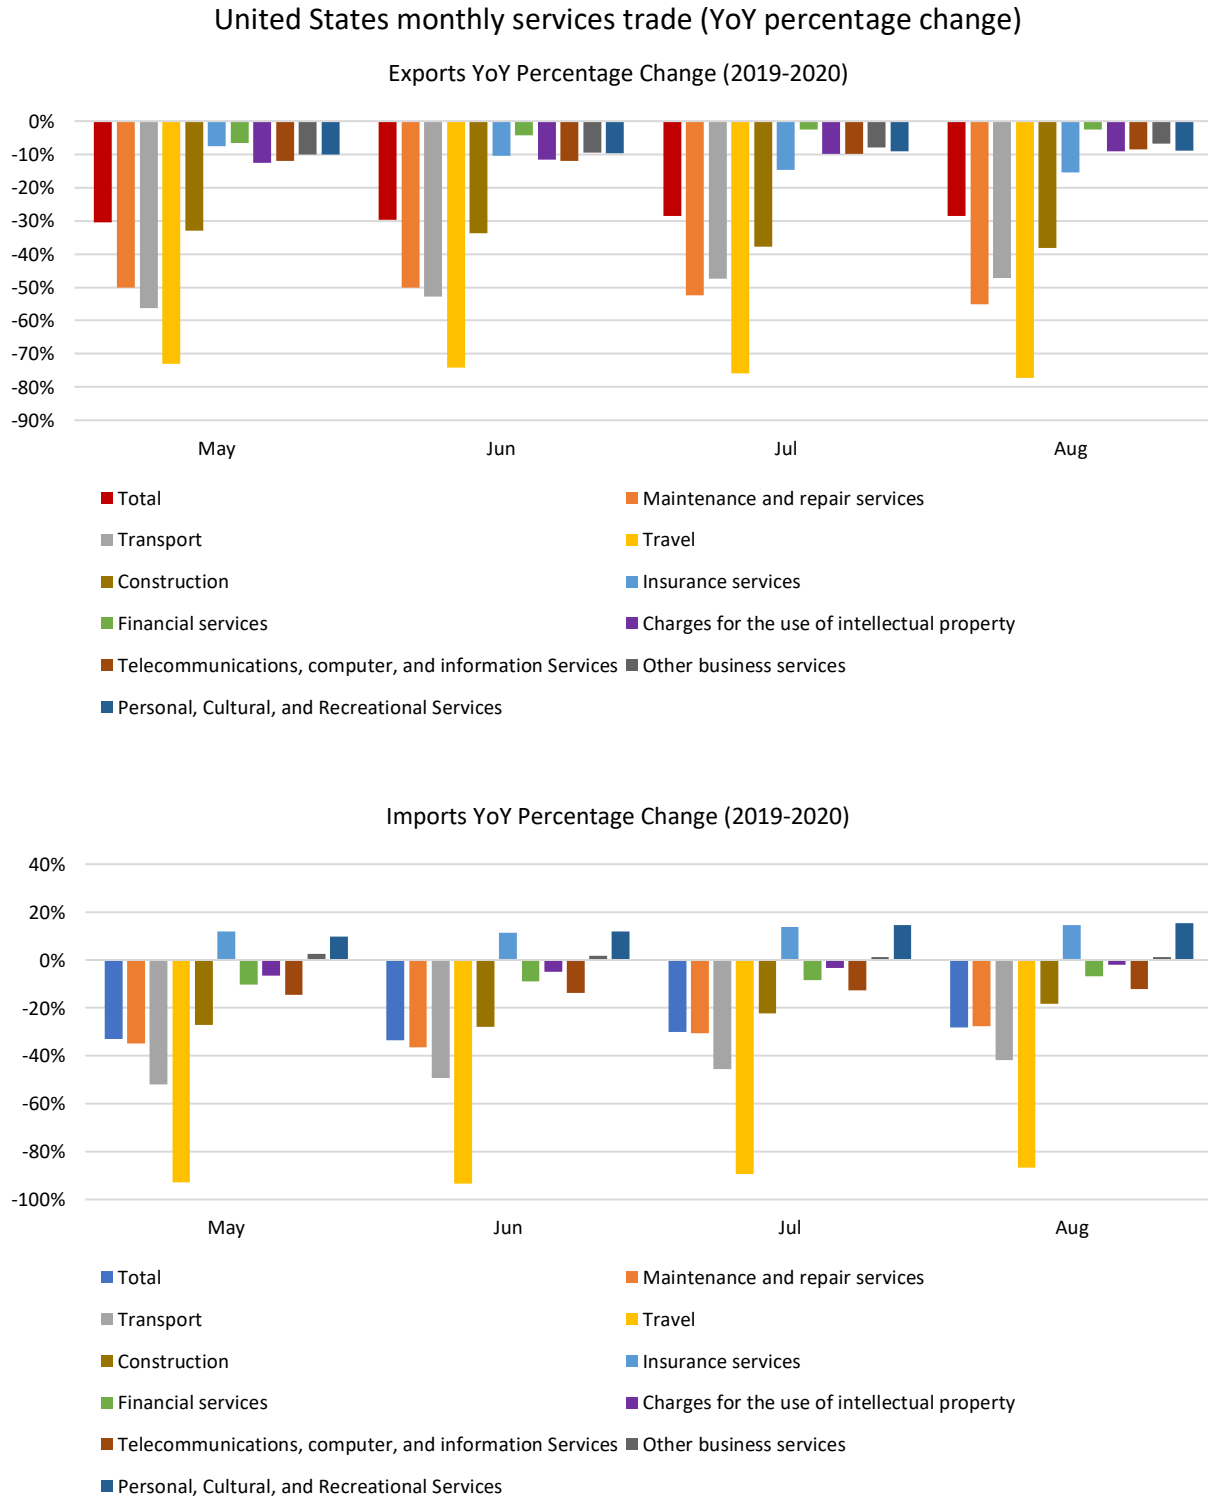 United States monthly services trade (YoY percentage change)
Exports YoY Percentage Change (2019-2020)
0%
-10%
-20%
-30%
-40%
-50%
-60%
-70%
-80%
-90%
May Jun Jul Aug
Total Maintenance and repair services
Transport Travel
Construction Insurance services
Financial services Charges for the use of intellectual property
Telecommunications, computer, and information Services Other business services
Personal, Cultural, and Recreational Services
Imports YoY Percentage Change (2019-2020)
40%
20%
0%
-20%
-40%
-60%
-80%
-100%
May Jun Jul Aug
Total Maintenance and repair services
Transport Travel
Construction Insurance services
Financial services Charges for the use of intellectual property
Telecommunications, computer, and information Services Other business services
Personal, Cultural, and Recreational Services